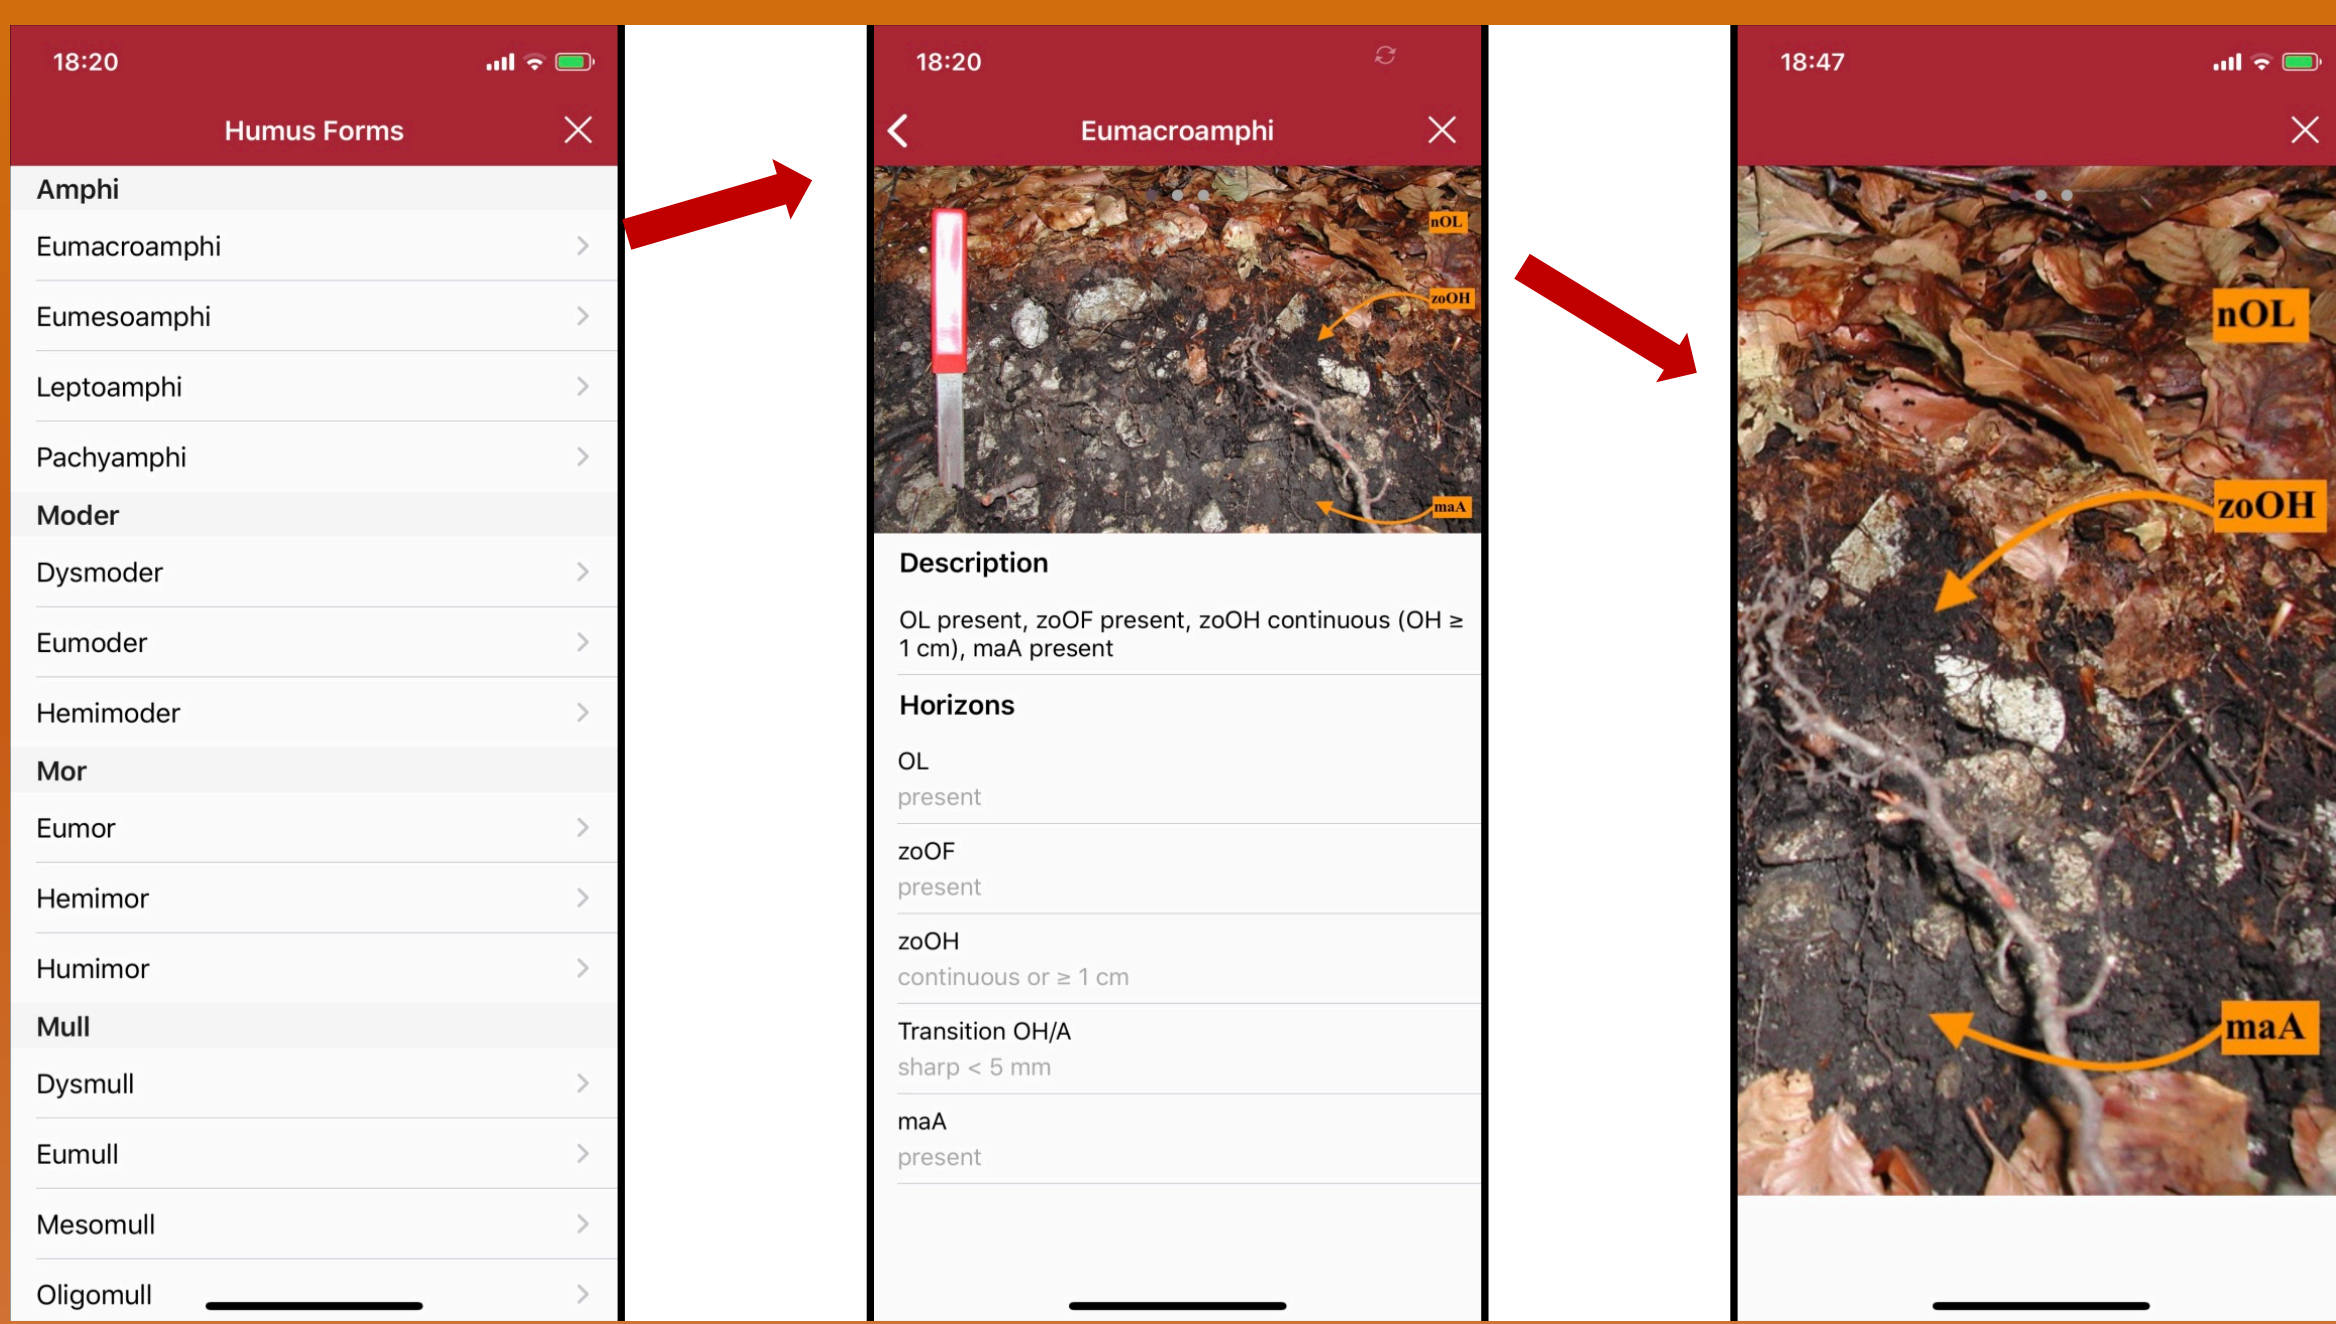 18:20
Humus Forms
Amphi
Eumacroamphi
Eumesoamphi
Leptoamphi
Pachyamphi
Moder
Dysmoder
Eumoder
Hemimoder
Mor
Eumor
Hemimor
Humimor
Mull
Dysmull
Eumull
Mesomull
Oligomull
18:20
Eumacroamphi
nOL
zoOH
maA
Description
OL present, zoOF present, zoOH continuous (OH ≥
1 cm), maA present
Horizons
OL
present
zoOF
present
zoOH
continuous or ≥ 1 cm
Transition OH/A
sharp < 5 mm
maA
present
18:47
nOL
zoOH
maA